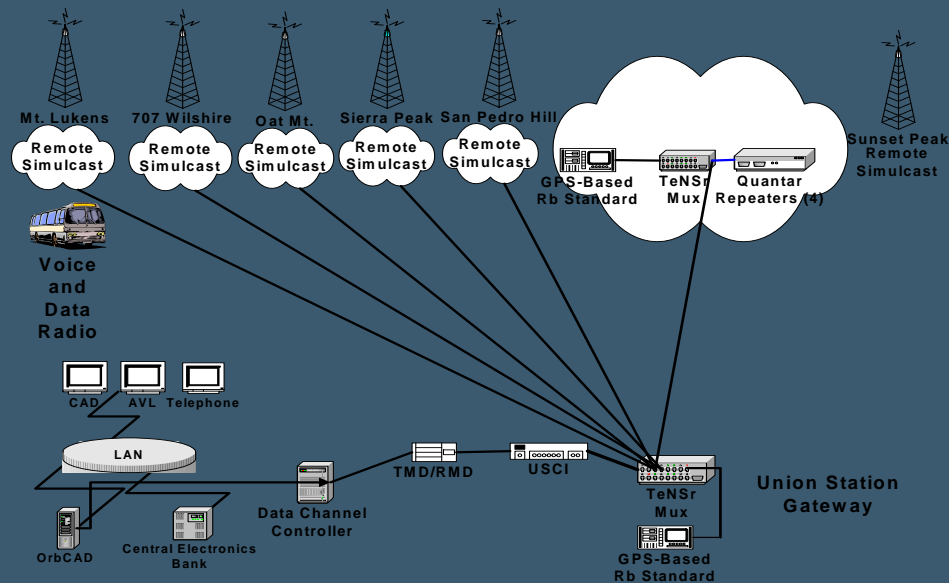 Mt. Lukens
707 Wilshire
Oat Mt.
Sierra Peak
San Pedro Hill
Remote
Simulcast
Remote
Simulcast
Remote
Simulcast
Remote
Simulcast
Remote
Simulcast
GPS-Based
Rb Standard
TeNSr
Mux
Quantar
Repeaters (4)
Sunset Peak
Remote
Simulcast
Voice
and
Data
Radio
CAD
AVL
Telephone
LAN
OrbCAD
Central Electronics
Bank
Data Channel
Controller
TMD/RMD
USCI
TeNSr
Mux
Union Station
Gateway
GPS-Based
Rb Standard